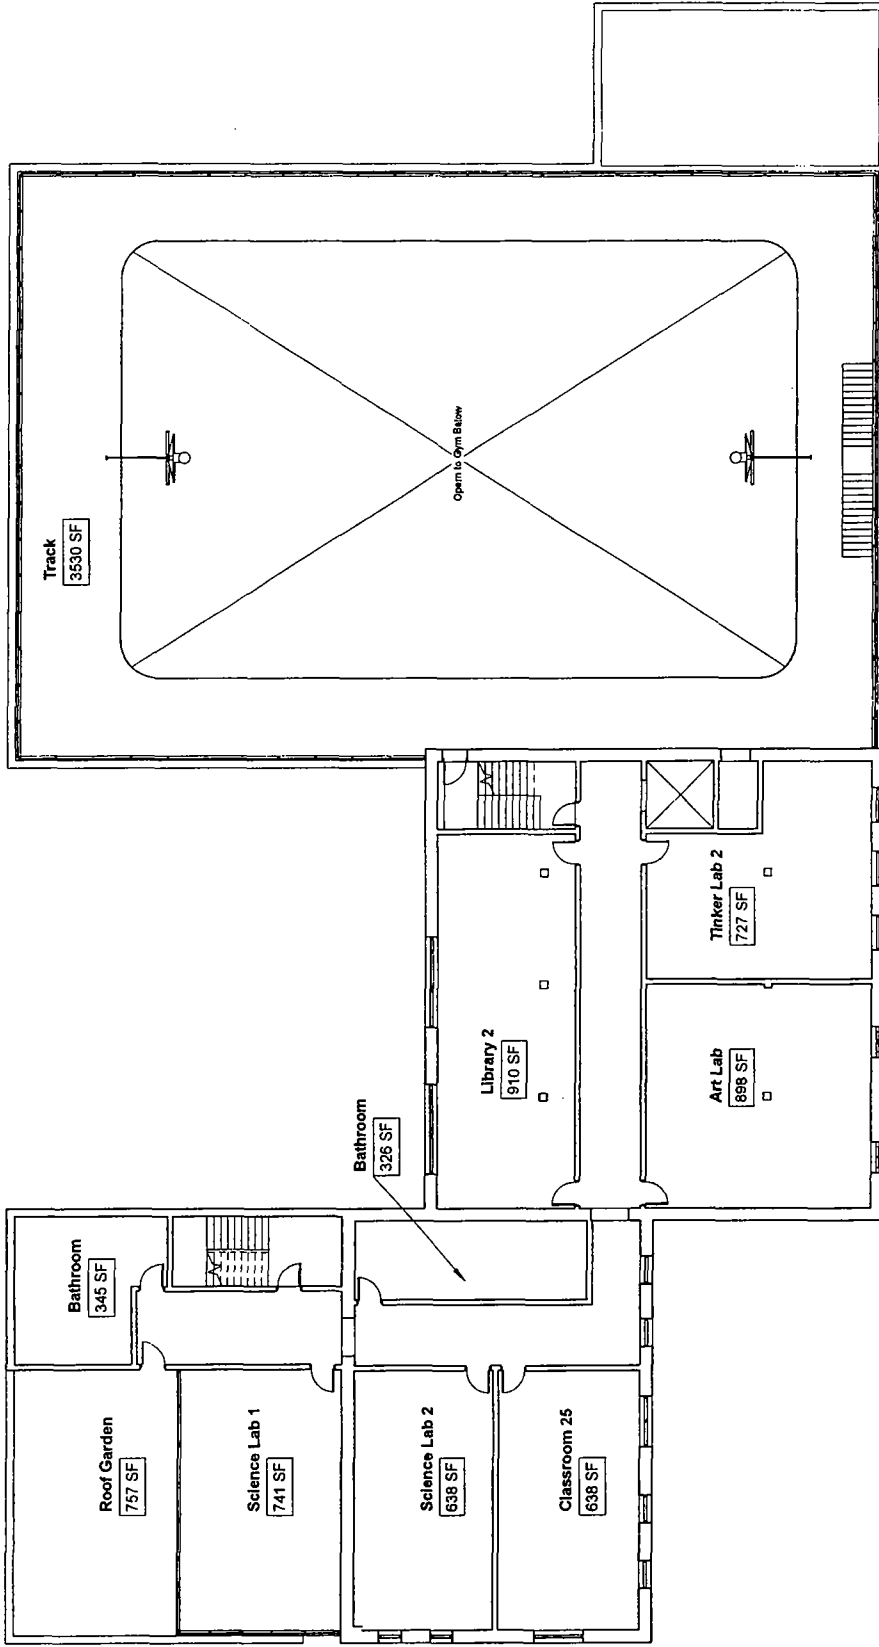 Track
3530 SF
Opem to Gym Below
Bathroom
326 SF
Library 2
910 SF
Tinker Lab 2
727 SF
Art Lab
898 SF
Bathroom
345 SF
Roof Garden
757 SF
Science Lab 1
741 SF
Science Lab 2
638 SF
Classroom 25
638 SF